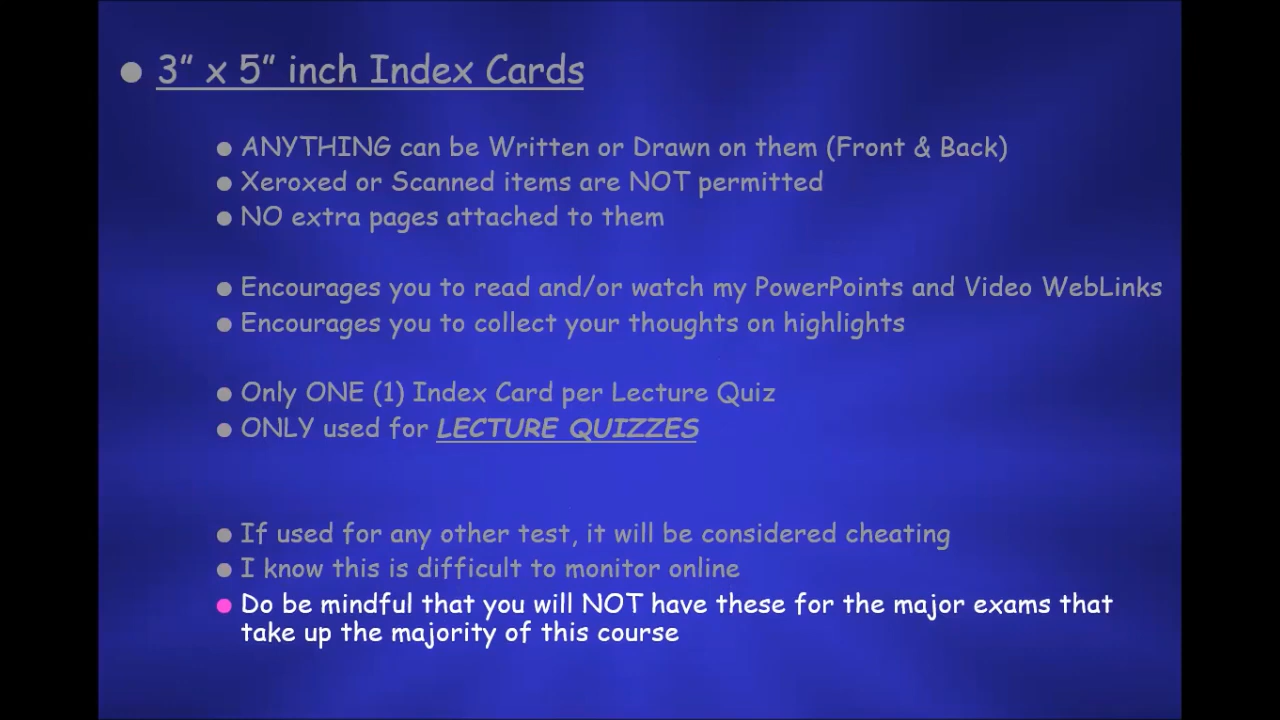 3” x 5” inch Index Cards
ANYTHING can be Written or Drawn on them (Front & Back)
Xeroxed or Scanned items are NOT permitted
NO extra pages attached to them
Encourages you to read and/or watch my PowerPoints and Video WebLinks
Encourages you to collect your thoughts on highlights
Only ONE (1) Index Card per Lecture Quiz
ONLY used for LECTURE QUIZZES
If used for any other test, it will be considered cheating
I know this is difficult to monitor online
Do be mindful that you will NOT have these for the major exams that
take up the majority of this course